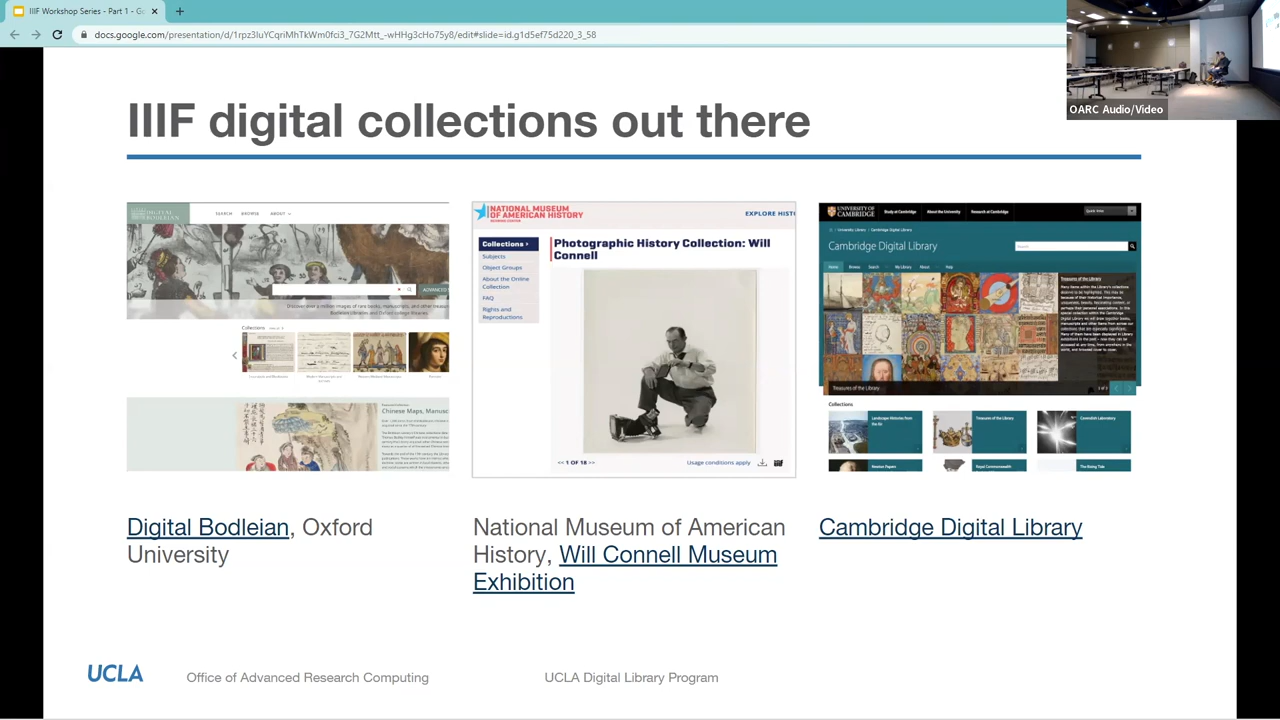 IIIF Workshop Series - Part 1 - Go
docs.google.com/presentation/d/1rpz3IuYCqriMhTkWm0fci3_7G2Mtt_-wHHg3cHo75y8/edit#slide=id.g1d5ef75d220_3_58
OARC Audio/Video
IIIF digital collections out there
DIGITAL
BODLEIAN
SEARCH BROWSE ABOUT
ADVANCED
Discover over a million images of rare books, manuscripts, and other treasures
Bodleian Libraries and Oxford college libraries.
Collections
Chinese Maps, Manusc
NATIONAL MUSEUM
OF AMERICAN HISTORY
EXPLORE HISTO
Collections >
Subjects
Object Groups
About the Online
Collection
FAQ
Rights and
Reproductions
Photographic History Collection: Will
Connell
<< 1 OF 18 >>
Usage conditions apply
UNIVERSITY OF
CAMBRIDGE
Study at Cambridge
About the University
Research at Cambridge
Quick links
University Library
Cambridge Digital Library
Cambridge Digital Library
Search
Home Browse Search My Library About Help
Treasures of the Library
Treasures of the Library
Collections
Landscape Histories from
the Air
Treasures of the Library
Cavendish Laboratory
Newton Papers
Royal Commonwealth
The Rising Tide
Digital Bodleian, Oxford
University
National Museum of American
History, Will Connell Museum
Exhibition
Cambridge Digital Library
UCLA
Office of Advanced Research Computing
UCLA Digital Library Program